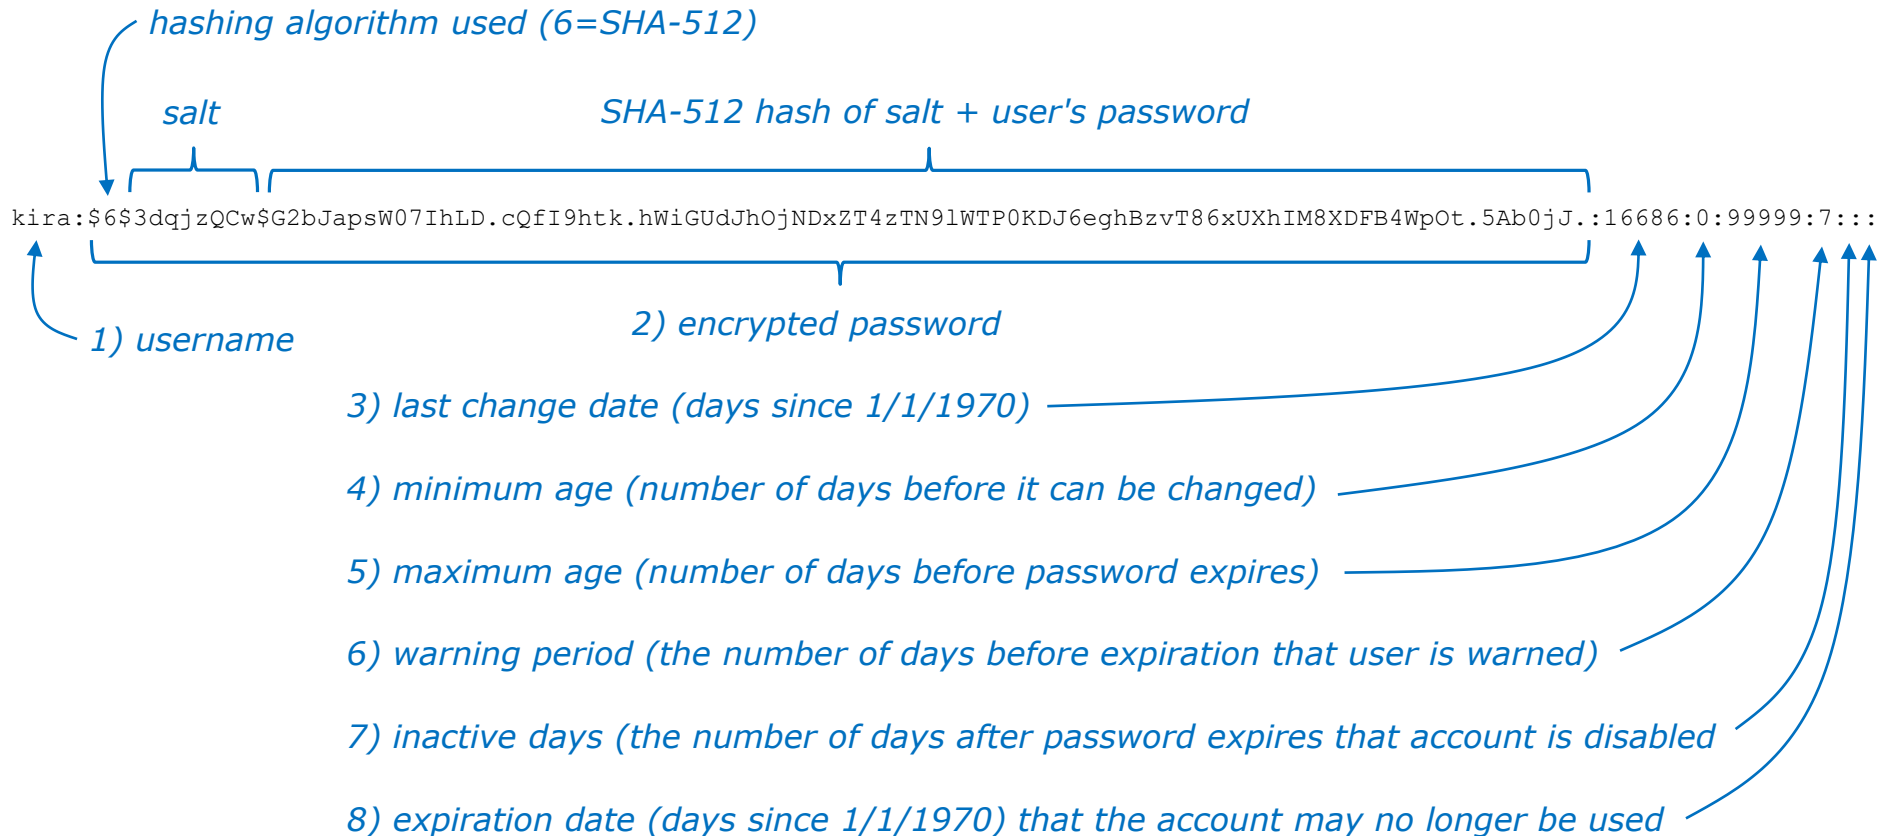 hashing algorithm used (6=SHA-512)
salt
SHA-512 hash of salt + user's password
kira:$6$3dqjzQCw$G2bJapsW07IhLD.cQfI9htk.hWiGUdJhOjNDxZT4zTN9lWTP0KDJ6eghBzvT86xUXhIM8XDFB4WpOt.5Ab0jJ.:16686:0:99999:7:::
1) username
2) encrypted password
3) last change date (days since 1/1/1970)
4) minimum age (number of days before it can be changed)
5) maximum age (number of days before password expires)
6) warning period (the number of days before expiration that user is warned)
7) inactive days (the number of days after password expires that account is disabled
8) expiration date (days since 1/1/1970) that the account may no longer be used